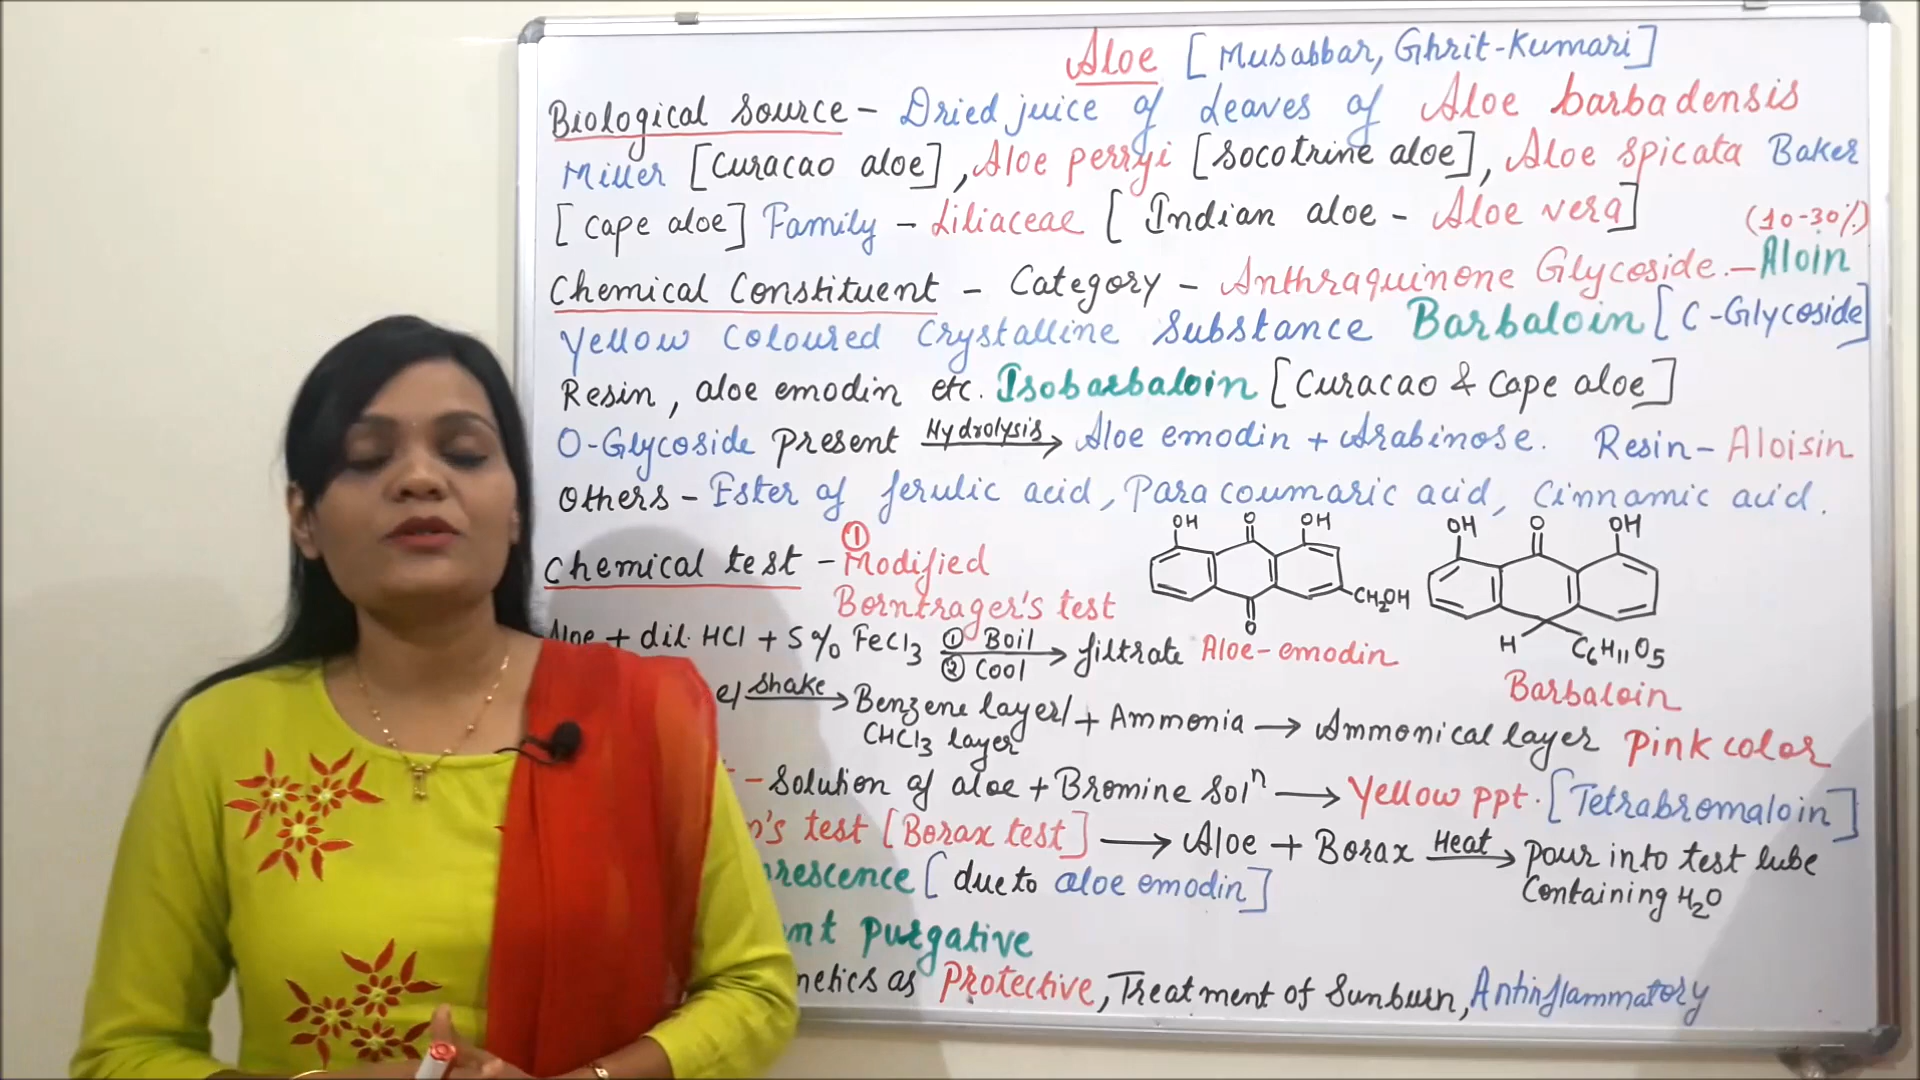 Aloe [Musabbar, Ghrit-Kumari]
Biological source - Dried juice of Leaves of Aloe barbadensis
Miller [Curacao aloe], Aloe perryi [Socotrine aloe], Aloe spicata Baker
[Cape aloe] Family - Liliaceae [Indian aloe - Aloe vera]
(10-30%)
Chemical Constituent - Category - Anthraquinone Glycoside. - Aloin
Yellow Coloured Crystalline Substance Barbaloin [C-Glycoside]
Resin, aloe emodin etc. Isobarbaloin [Curacao & Cape aloe]
O-Glycoside Present Hydrolysis → Aloe emodin + Arabinose. Resin - Aloisin
Others - Ester of ferulic acid, Para coumaric acid, Cinnamic acid.
Chemical test - ① Modified
Borntrager's test
OH O OH
O
CH2OH
Aloe-emodin
OH O OH
H C6H11O5
Barbaloin
Aloe + dil. HCl + 5% FeCl3 ① Boil ② Cool → filtrate
e/ Shake → Benzene layer/ CHCl3 layer + Ammonia → Ammonical layer Pink color
- Solution of aloe + Bromine Solⁿ → Yellow ppt. [Tetrabromaloin]
's test [Borax test] → Aloe + Borax Heat → Pour into test tube
Containing H2O
rescence [due to aloe emodin]
nt Purgative
metics as Protective, Treatment of Sunburn, Antinflammatory